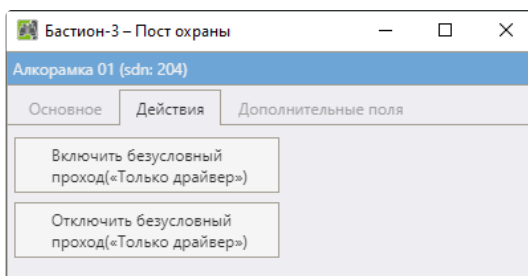 Бастион-3 – Пост охраны
Алкорамка 01 (sdn: 204)
Основное Действия Дополнительные поля
Включить безусловный
проход(«Только драйвер»)
Отключить безусловный
проход(«Только драйвер»)